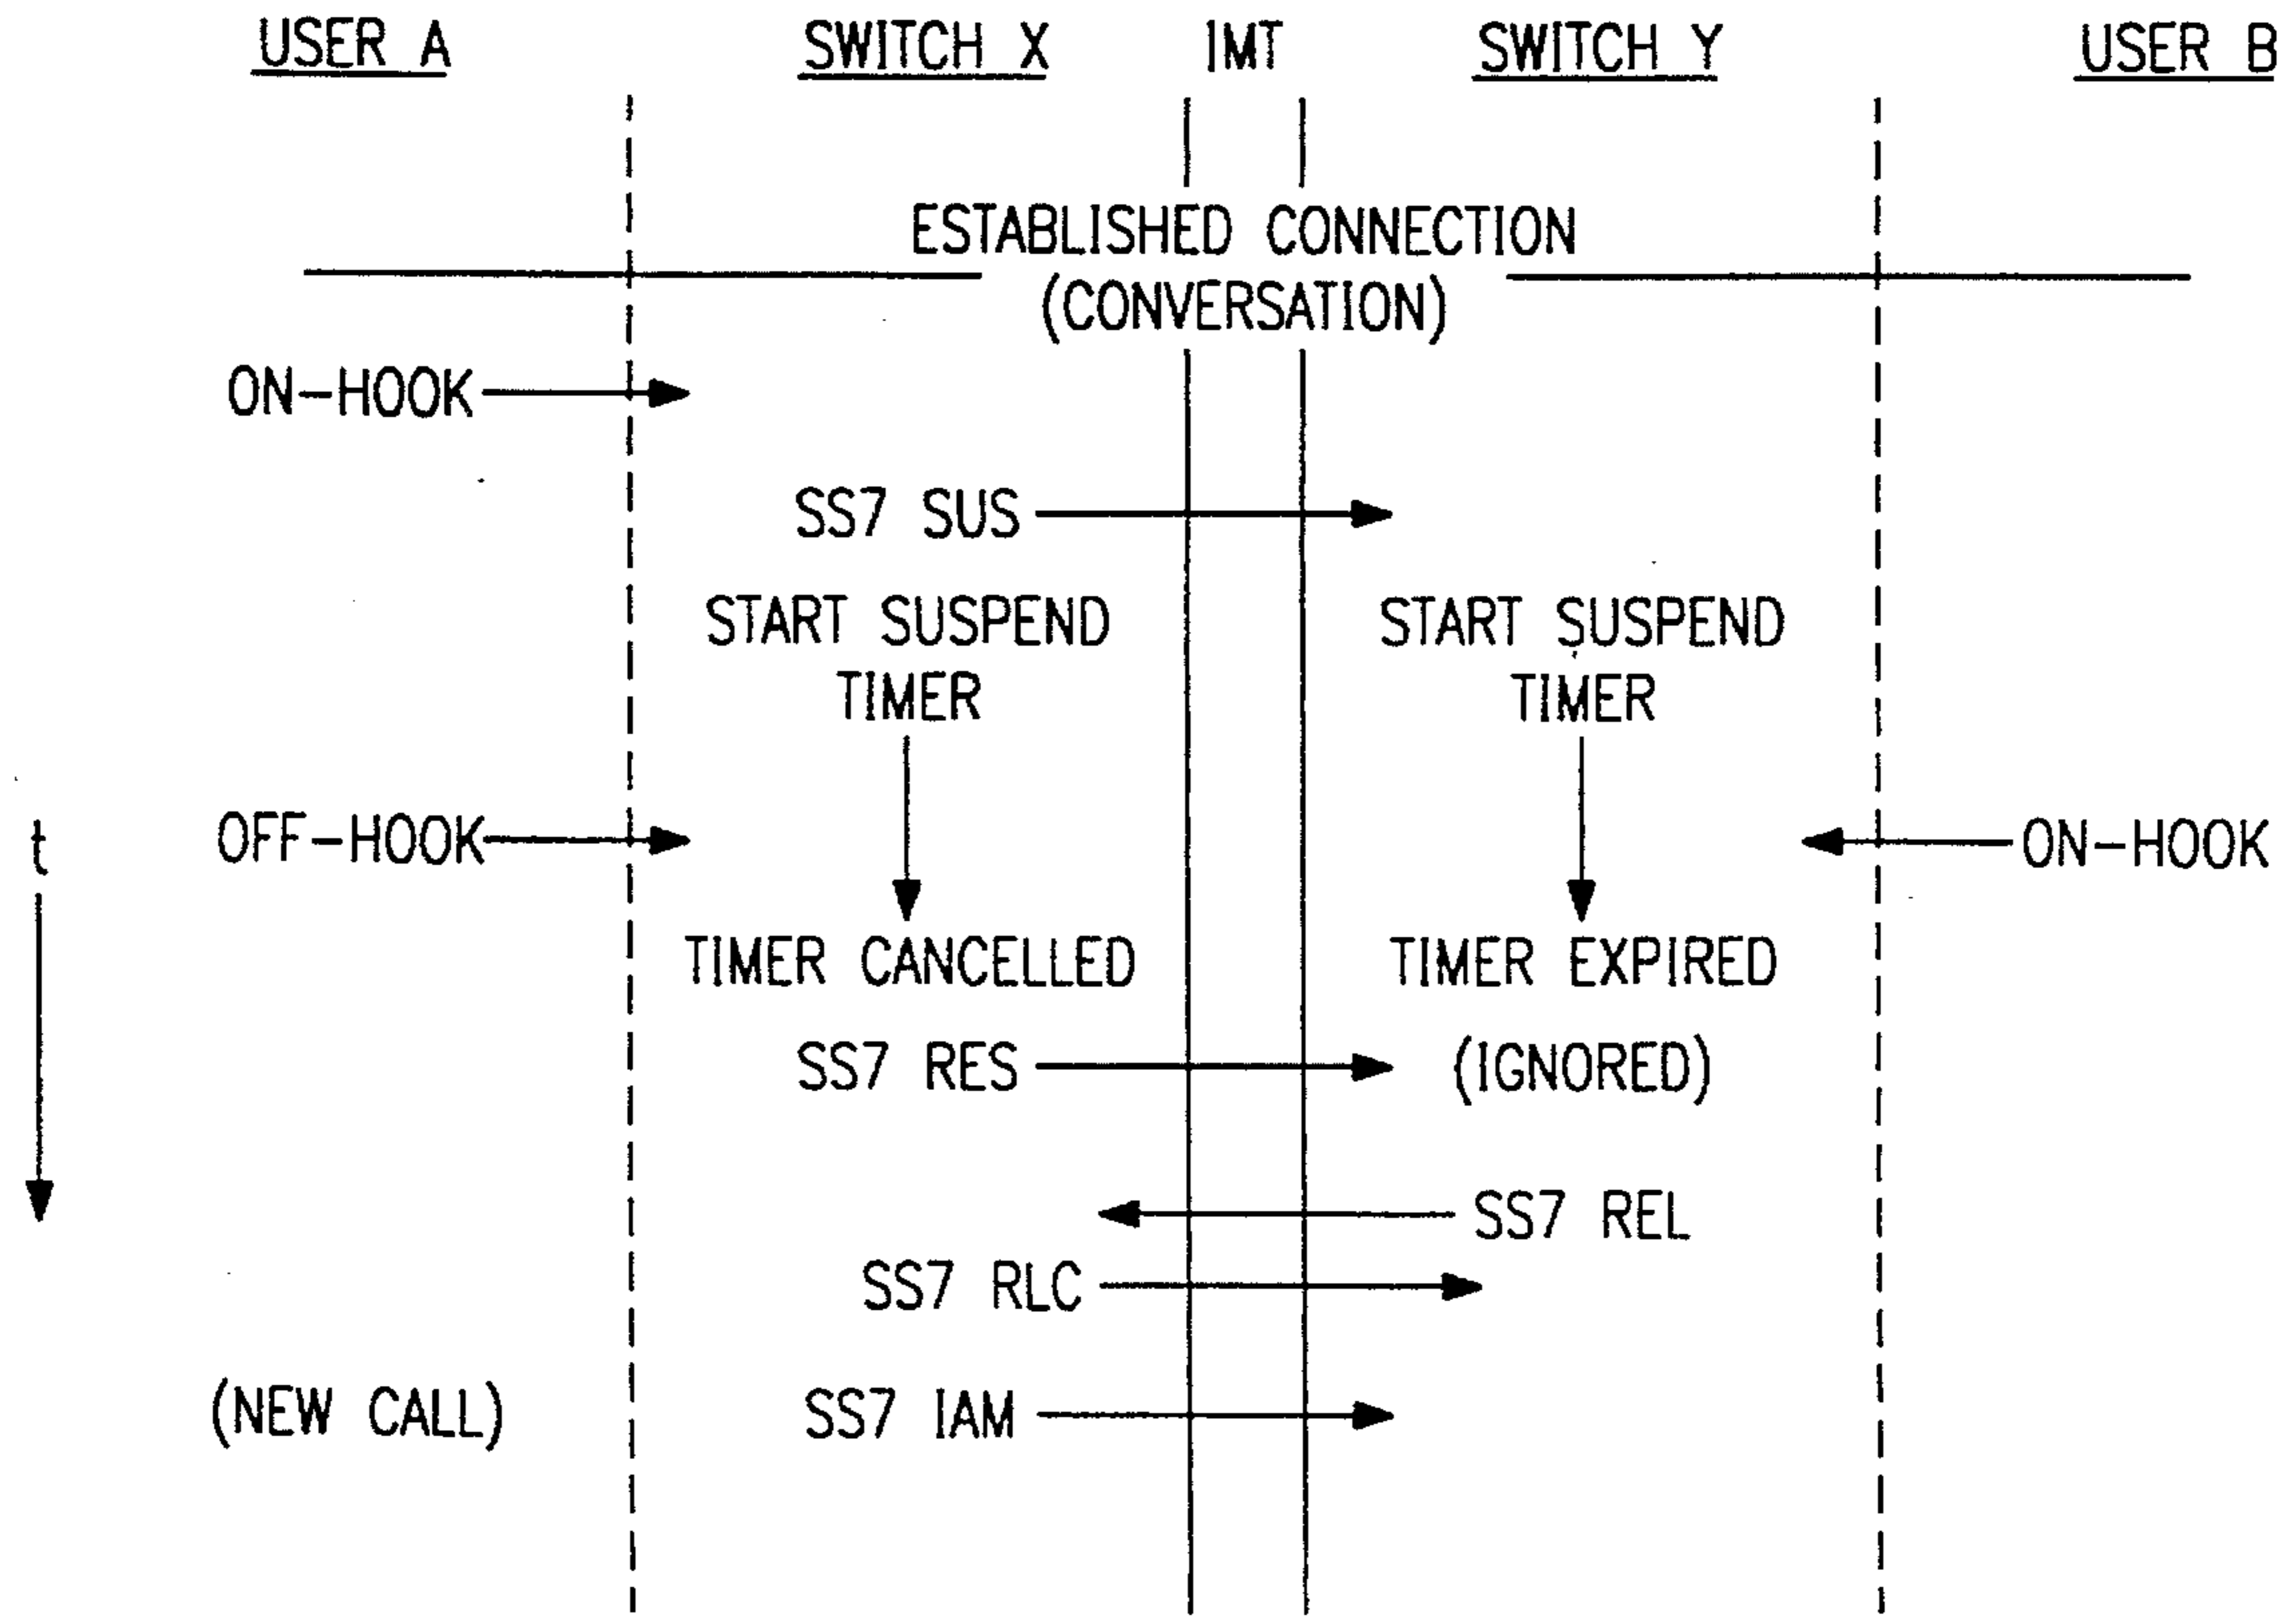 USER A SWITCH X IMT SWITCH Y USER B
ESTABLISHED CONNECTION
(CONVERSATION)
ON-HOOK
SS7 SUS
START SUSPEND
TIMER
START SUSPEND
TIMER
t
OFF-HOOK
ON-HOOK
TIMER CANCELLED
TIMER EXPIRED
SS7 RES
(IGNORED)
SS7 REL
SS7 RLC
(NEW CALL)
SS7 IAM